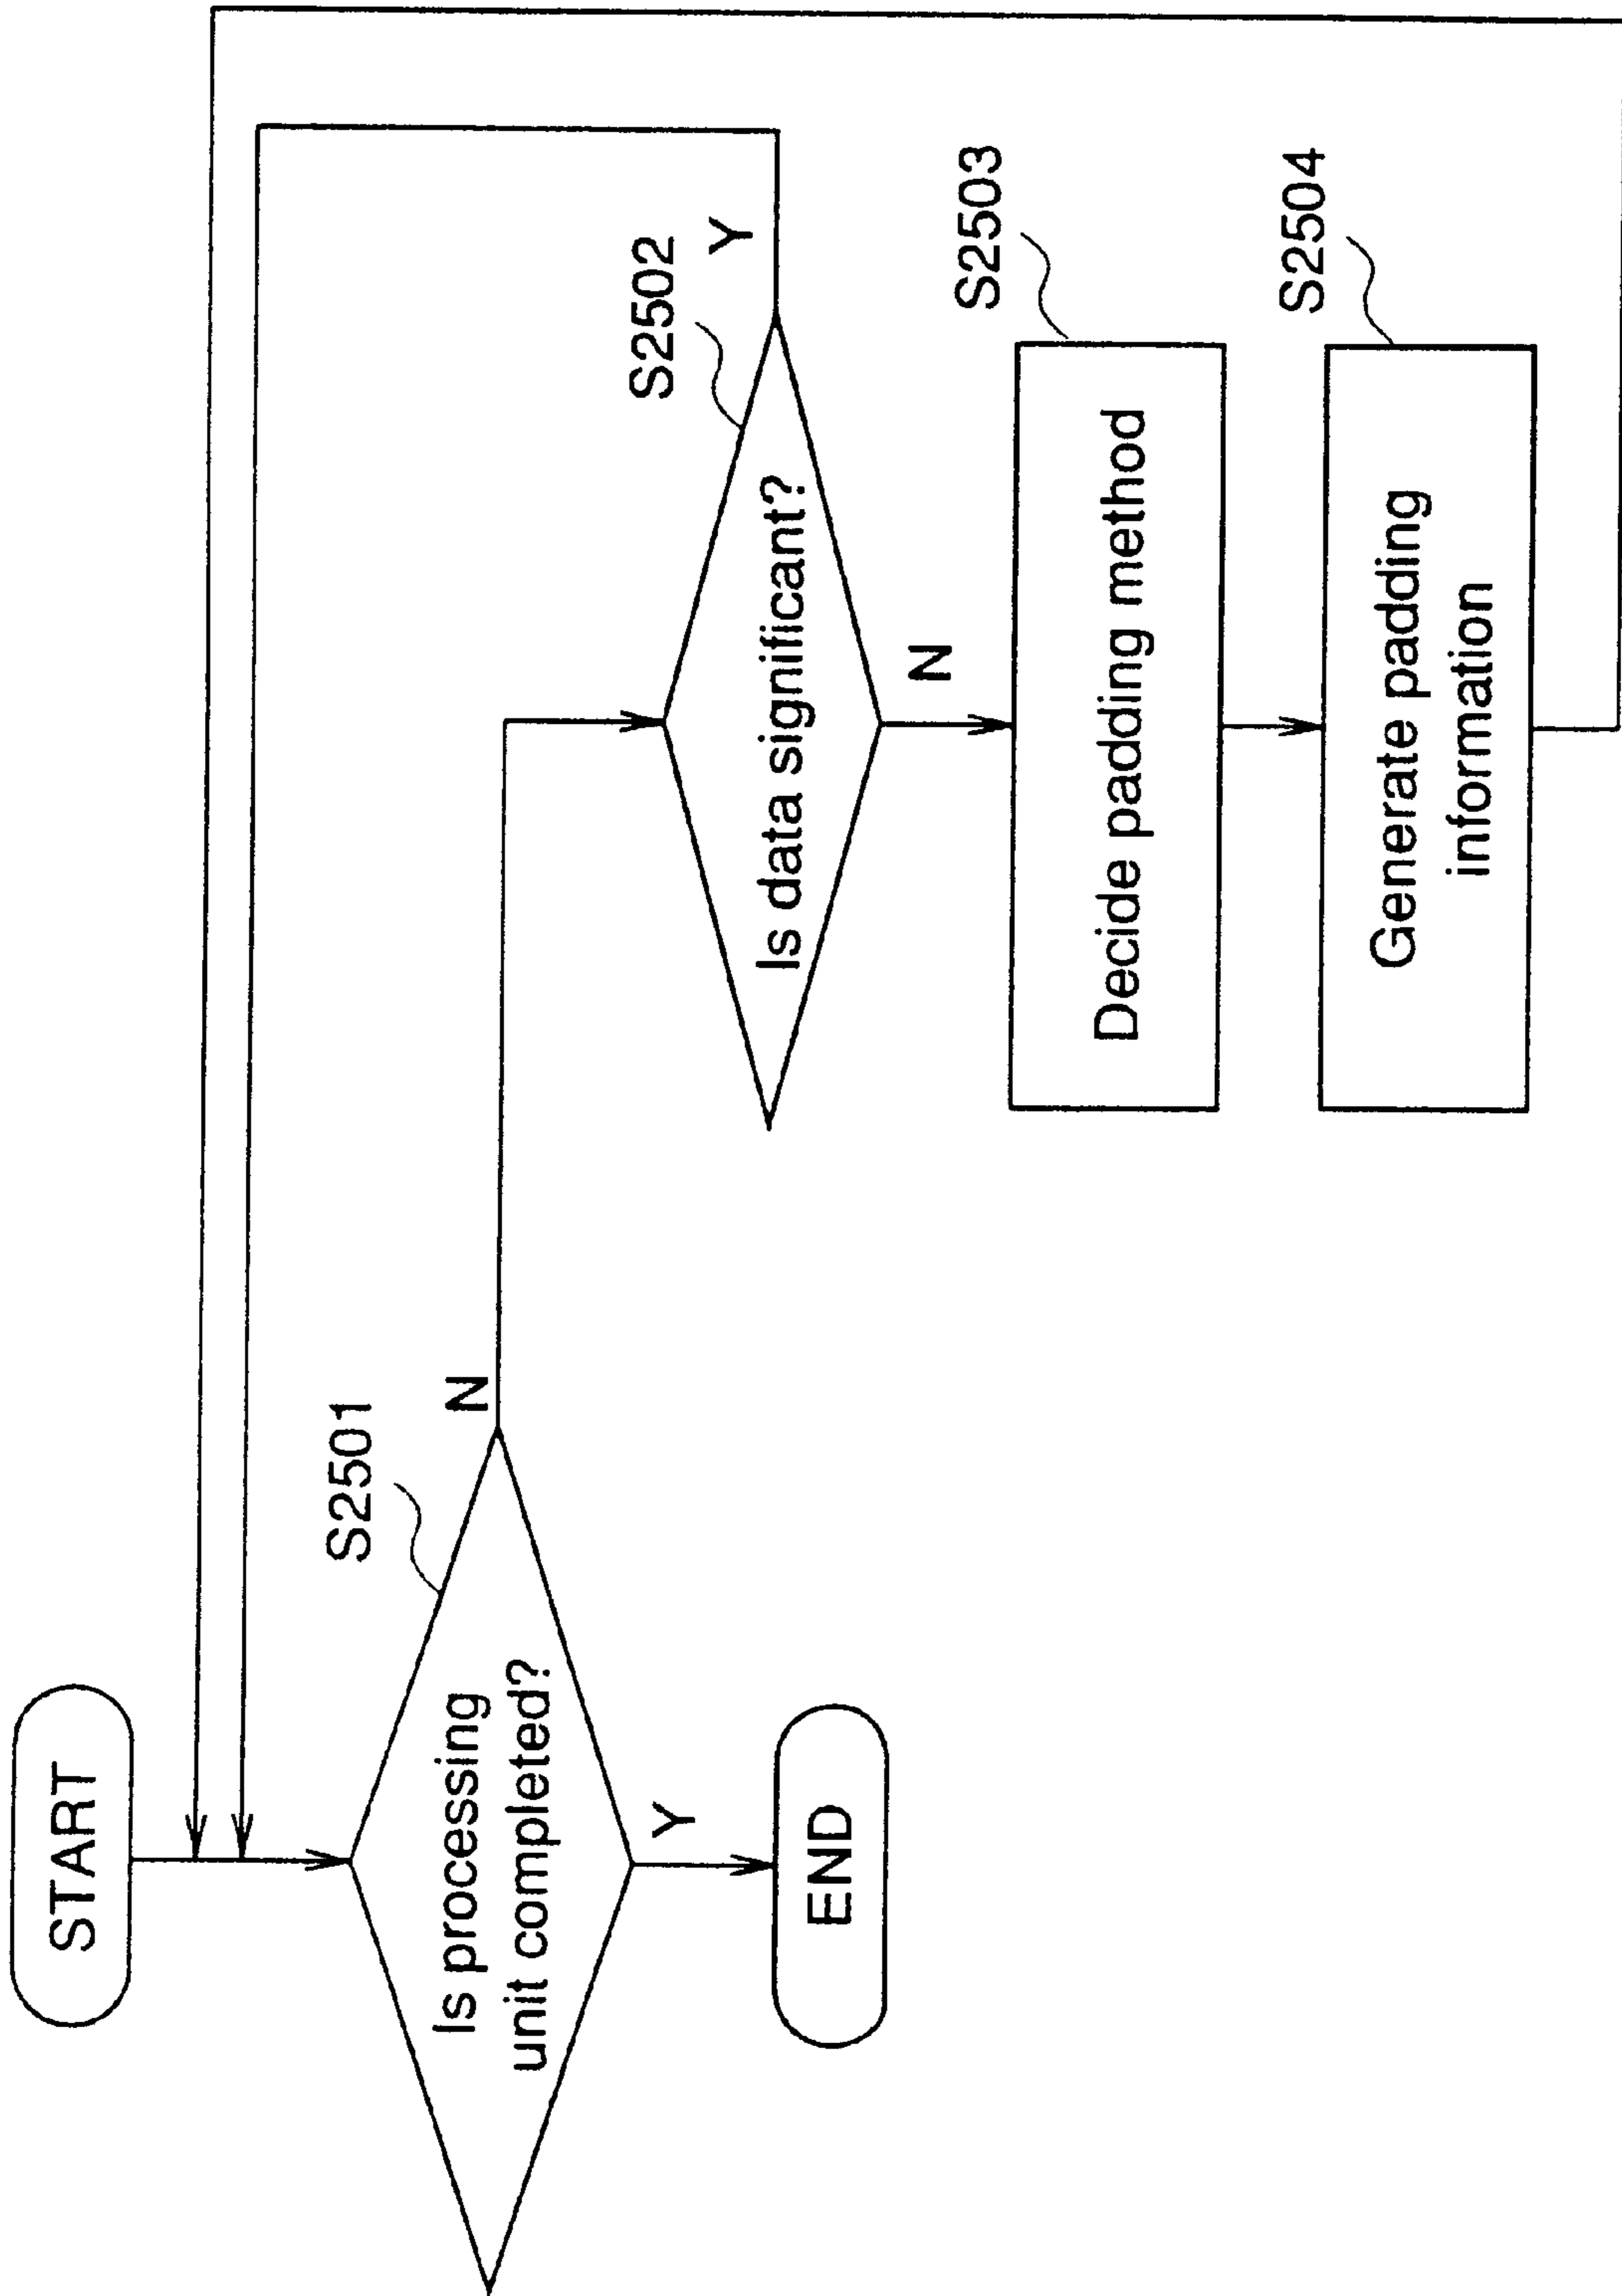 START
S2501
Is processing
unit completed?
N
Y
END
S2502
Is data significant?
Y
N
S2503
Decide padding method
S2504
Generate padding
information